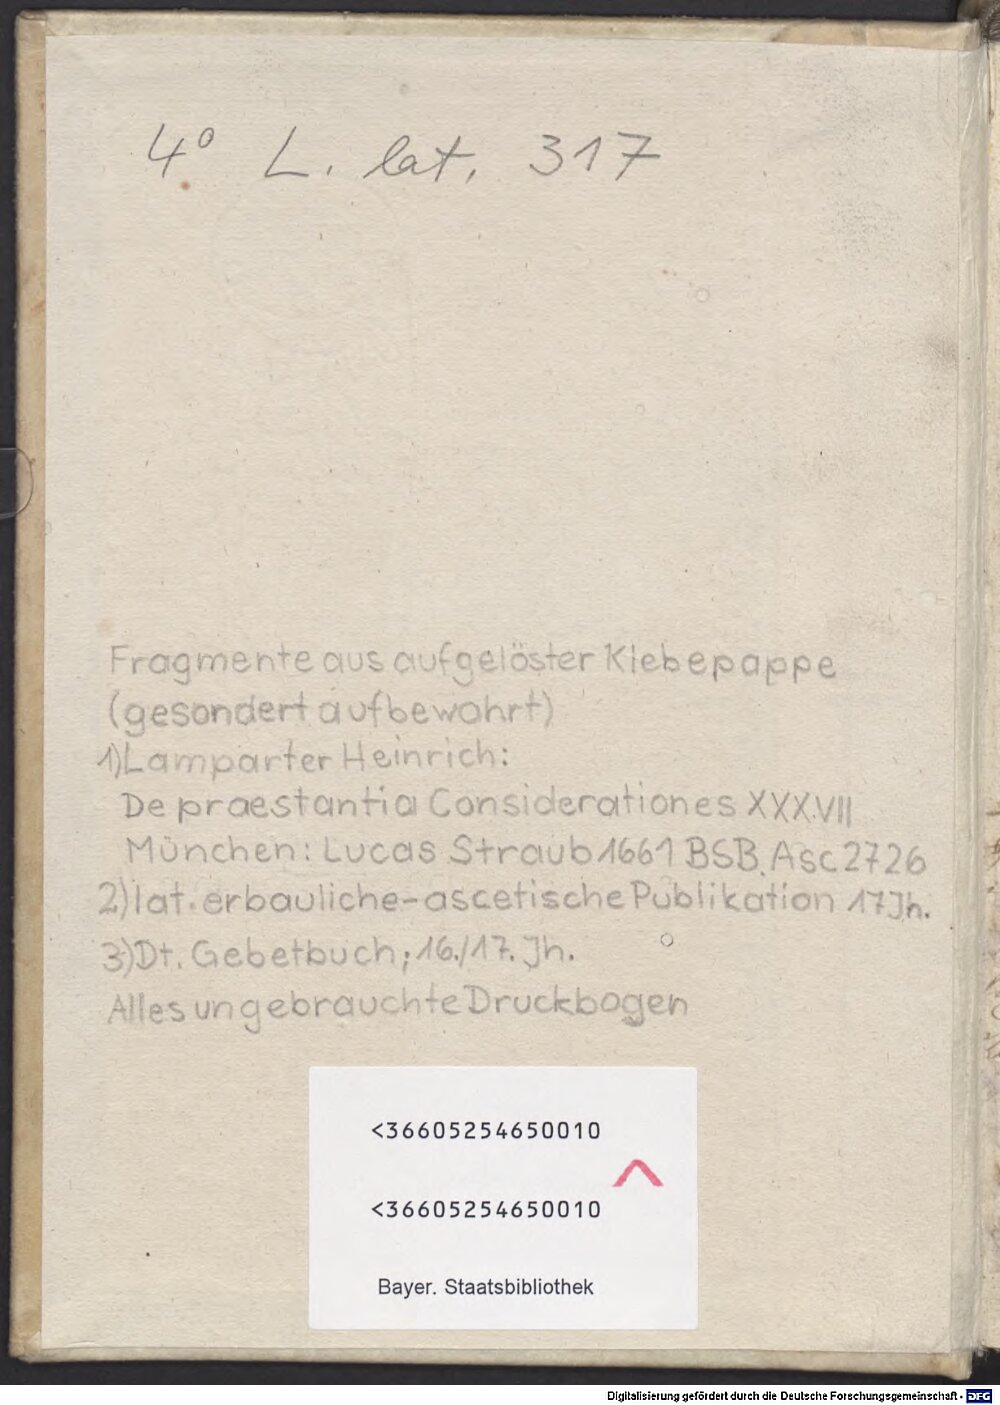 4° L. lat. 317
Fragmente aus aufgelöster Klebepappe
(gesondert aufbewahrt)
1) Lamparter Heinrich:
De praestantia Considerationes XXXVII
München: Lucas Straub 1661 BSB. Asc 2726
2) lat. erbauliche-ascetische Publikation 17Jh.
3) Dt. Gebetbuch; 16./17. Jh.
Alles ungebrauchte Druckbogen
<36605254650010
<36605254650010
Bayer. Staatsbibliothek
Digitalisierung gefördert durch die Deutsche Forschungsgemeinschaft - DFG